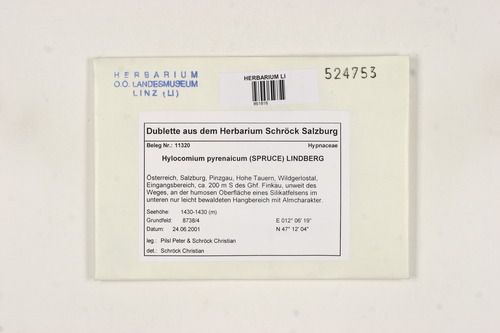 HERBARIUM
O.Ö. LANDESMUSEUM
LINZ (LI)
HERBARIUM LI
524753
Dublette aus dem Herbarium Schröck Salzburg
Beleg Nr.: 11320 Hypnaceae
Hylocomium pyrenaicum (SPRUCE) LINDBERG
Österreich, Salzburg, Pinzgau, Hohe Tauern, Wildgerlostal,
Eingangsbereich, ca. 200 m S des Ghf. Finkau, unweit des
Weges, an der humosen Oberfläche eines Silikatfelsens im
unteren nur leicht bewaldeten Hangbereich mit Almcharakter.
Seehöhe: 1430-1430 (m)
Grundfeld: 8738/4 E 012° 06' 19"
Datum: 24.06.2001 N 47° 12' 04"
leg.: Pilsl Peter & Schröck Christian
det.: Schröck Christian